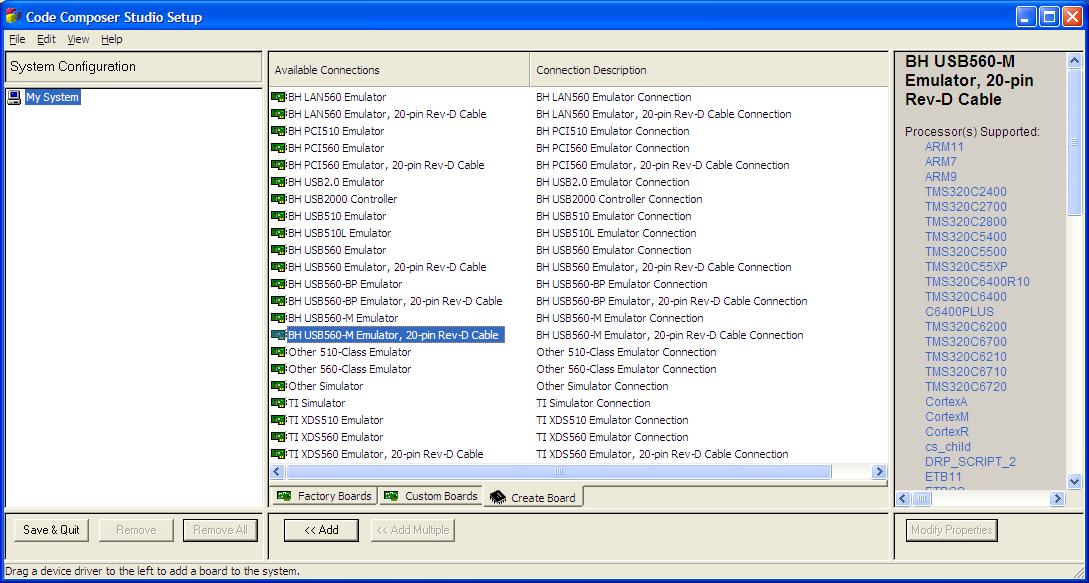 Code Composer Studio Setup
File Edit View Help
System Configuration
My System
Available Connections Connection Description
BH LAN560 Emulator BH LAN560 Emulator Connection
BH LAN560 Emulator, 20-pin Rev-D Cable BH LAN560 Emulator, 20-pin Rev-D Cable Connection
BH PCI510 Emulator BH PCI510 Emulator Connection
BH PCI560 Emulator BH PCI560 Emulator Connection
BH PCI560 Emulator, 20-pin Rev-D Cable BH PCI560 Emulator, 20-pin Rev-D Cable Connection
BH USB2.0 Emulator BH USB2.0 Emulator Connection
BH USB2000 Controller BH USB2000 Controller Connection
BH USB510 Emulator BH USB510 Emulator Connection
BH USB510L Emulator BH USB510L Emulator Connection
BH USB560 Emulator BH USB560 Emulator Connection
BH USB560 Emulator, 20-pin Rev-D Cable BH USB560 Emulator, 20-pin Rev-D Cable Connection
BH USB560-BP Emulator BH USB560-BP Emulator Connection
BH USB560-BP Emulator, 20-pin Rev-D Cable BH USB560-BP Emulator, 20-pin Rev-D Cable Connection
BH USB560-M Emulator BH USB560-M Emulator Connection
BH USB560-M Emulator, 20-pin Rev-D Cable BH USB560-M Emulator, 20-pin Rev-D Cable Connection
Other 510-Class Emulator Other 510-Class Emulator Connection
Other 560-Class Emulator Other 560-Class Emulator Connection
Other Simulator Other Simulator Connection
TI Simulator TI Simulator Connection
TI XDS510 Emulator TI XDS510 Emulator Connection
TI XDS560 Emulator TI XDS560 Emulator Connection
TI XDS560 Emulator, 20-pin Rev-D Cable TI XDS560 Emulator, 20-pin Rev-D Cable Connection
Factory Boards Custom Boards Create Board
BH USB560-M
Emulator, 20-pin
Rev-D Cable
Processor(s) Supported:
ARM11
ARM7
ARM9
TMS320C2400
TMS320C2700
TMS320C2800
TMS320C5400
TMS320C5500
TMS320C55XP
TMS320C6400R10
TMS320C6400
C6400PLUS
TMS320C6200
TMS320C6700
TMS320C6210
TMS320C6710
TMS320C6720
CortexA
CortexM
CortexR
cs_child
DRP_SCRIPT_2
ETB11
Save & Quit Remove Remove All << Add << Add Multiple Modify Properties
Drag a device driver to the left to add a board to the system.